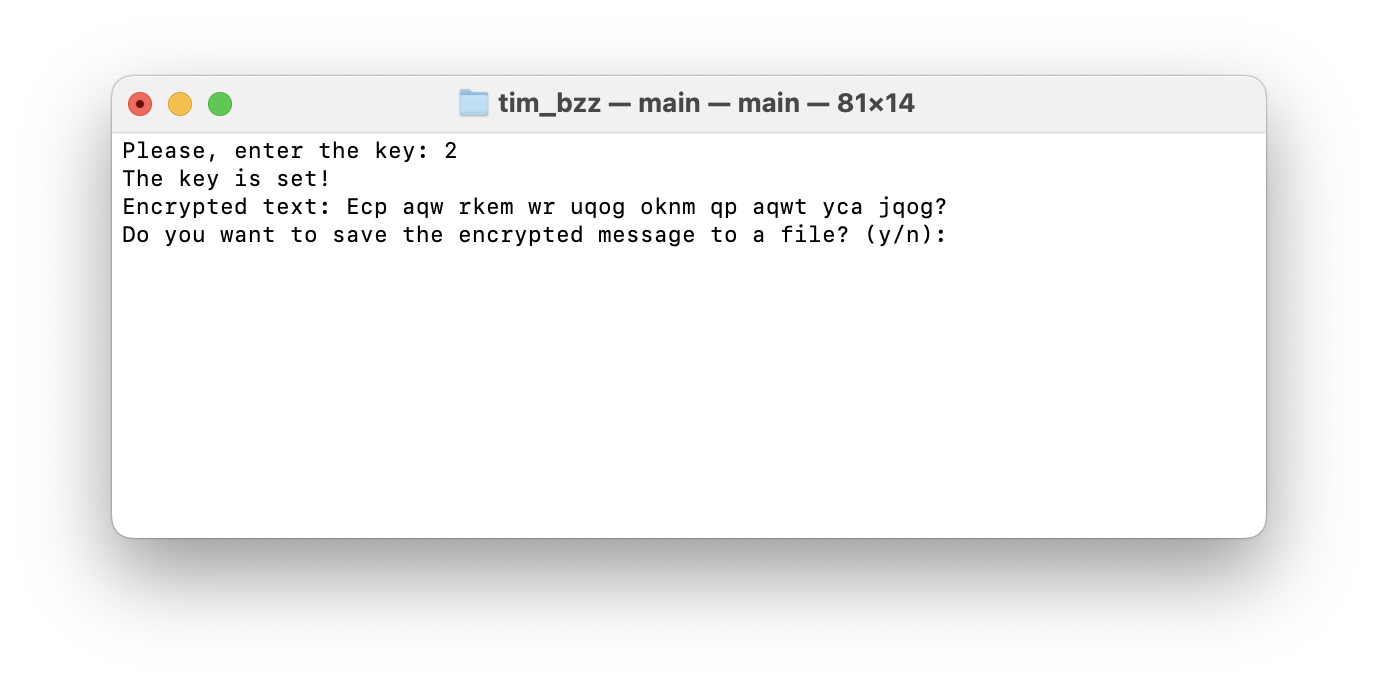 tim_bzz — main — main — 81×14
Please, enter the key: 2
The key is set!
Encrypted text: Ecp aqw rkem wr uqog oknm qp aqwt yca jqog?
Do you want to save the encrypted message to a file? (y/n):